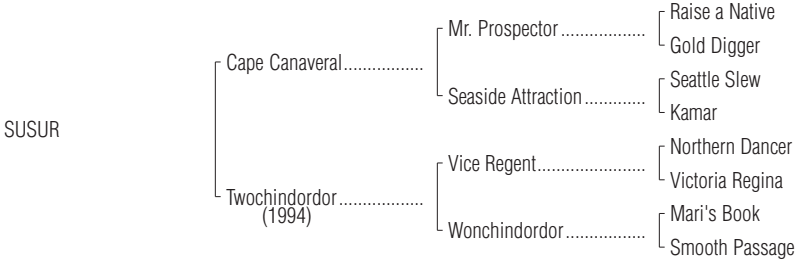 Raise a Native
Mr. Prospector..................
Gold Digger
Cape Canaveral.................
Seattle Slew
Seaside Attraction.............
Kamar
SUSUR
Northern Dancer
Vice Regent.......................
Victoria Regina
Twochindordor..................
(1994)
Mari's Book
Wonchindordor.................
Smooth Passage